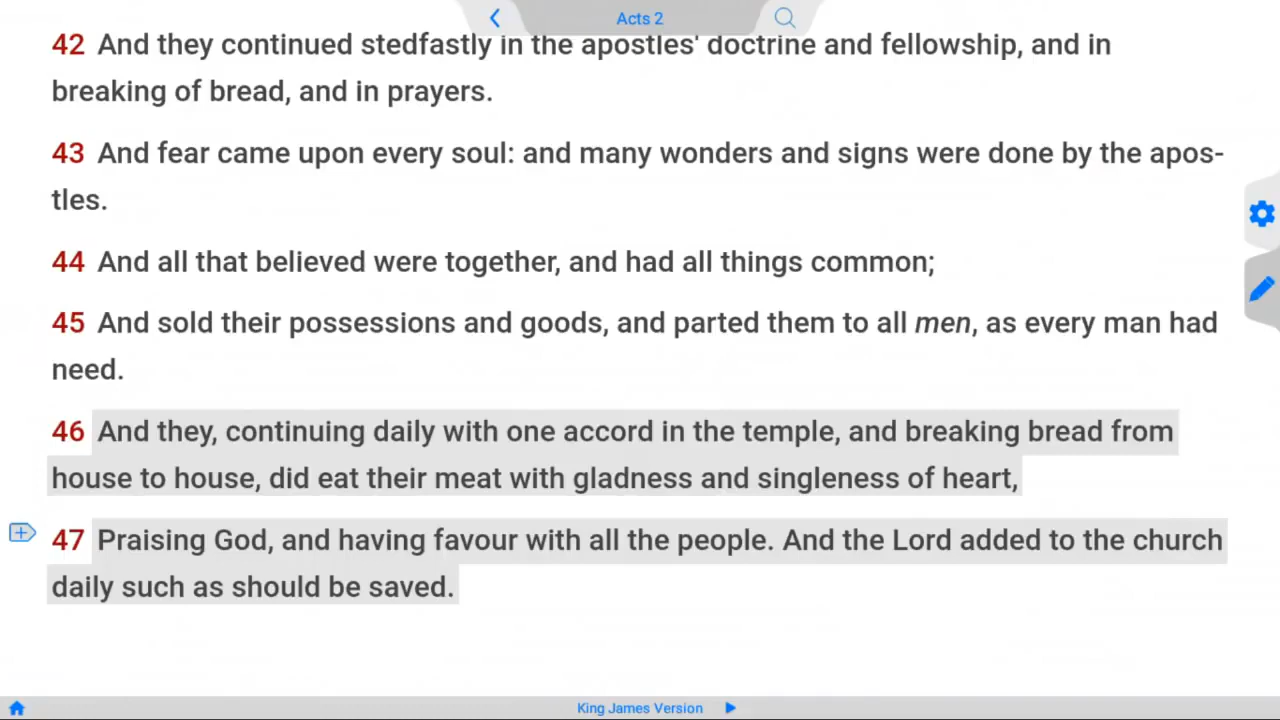 Acts 2
42 And they continued stedfastly in the apostles' doctrine and fellowship, and in
breaking of bread, and in prayers.
43 And fear came upon every soul: and many wonders and signs were done by the apos-
tles.
44 And all that believed were together, and had all things common;
45 And sold their possessions and goods, and parted them to all men, as every man had
need.
46 And they, continuing daily with one accord in the temple, and breaking bread from
house to house, did eat their meat with gladness and singleness of heart,
47 Praising God, and having favour with all the people. And the Lord added to the church
daily such as should be saved.
King James Version